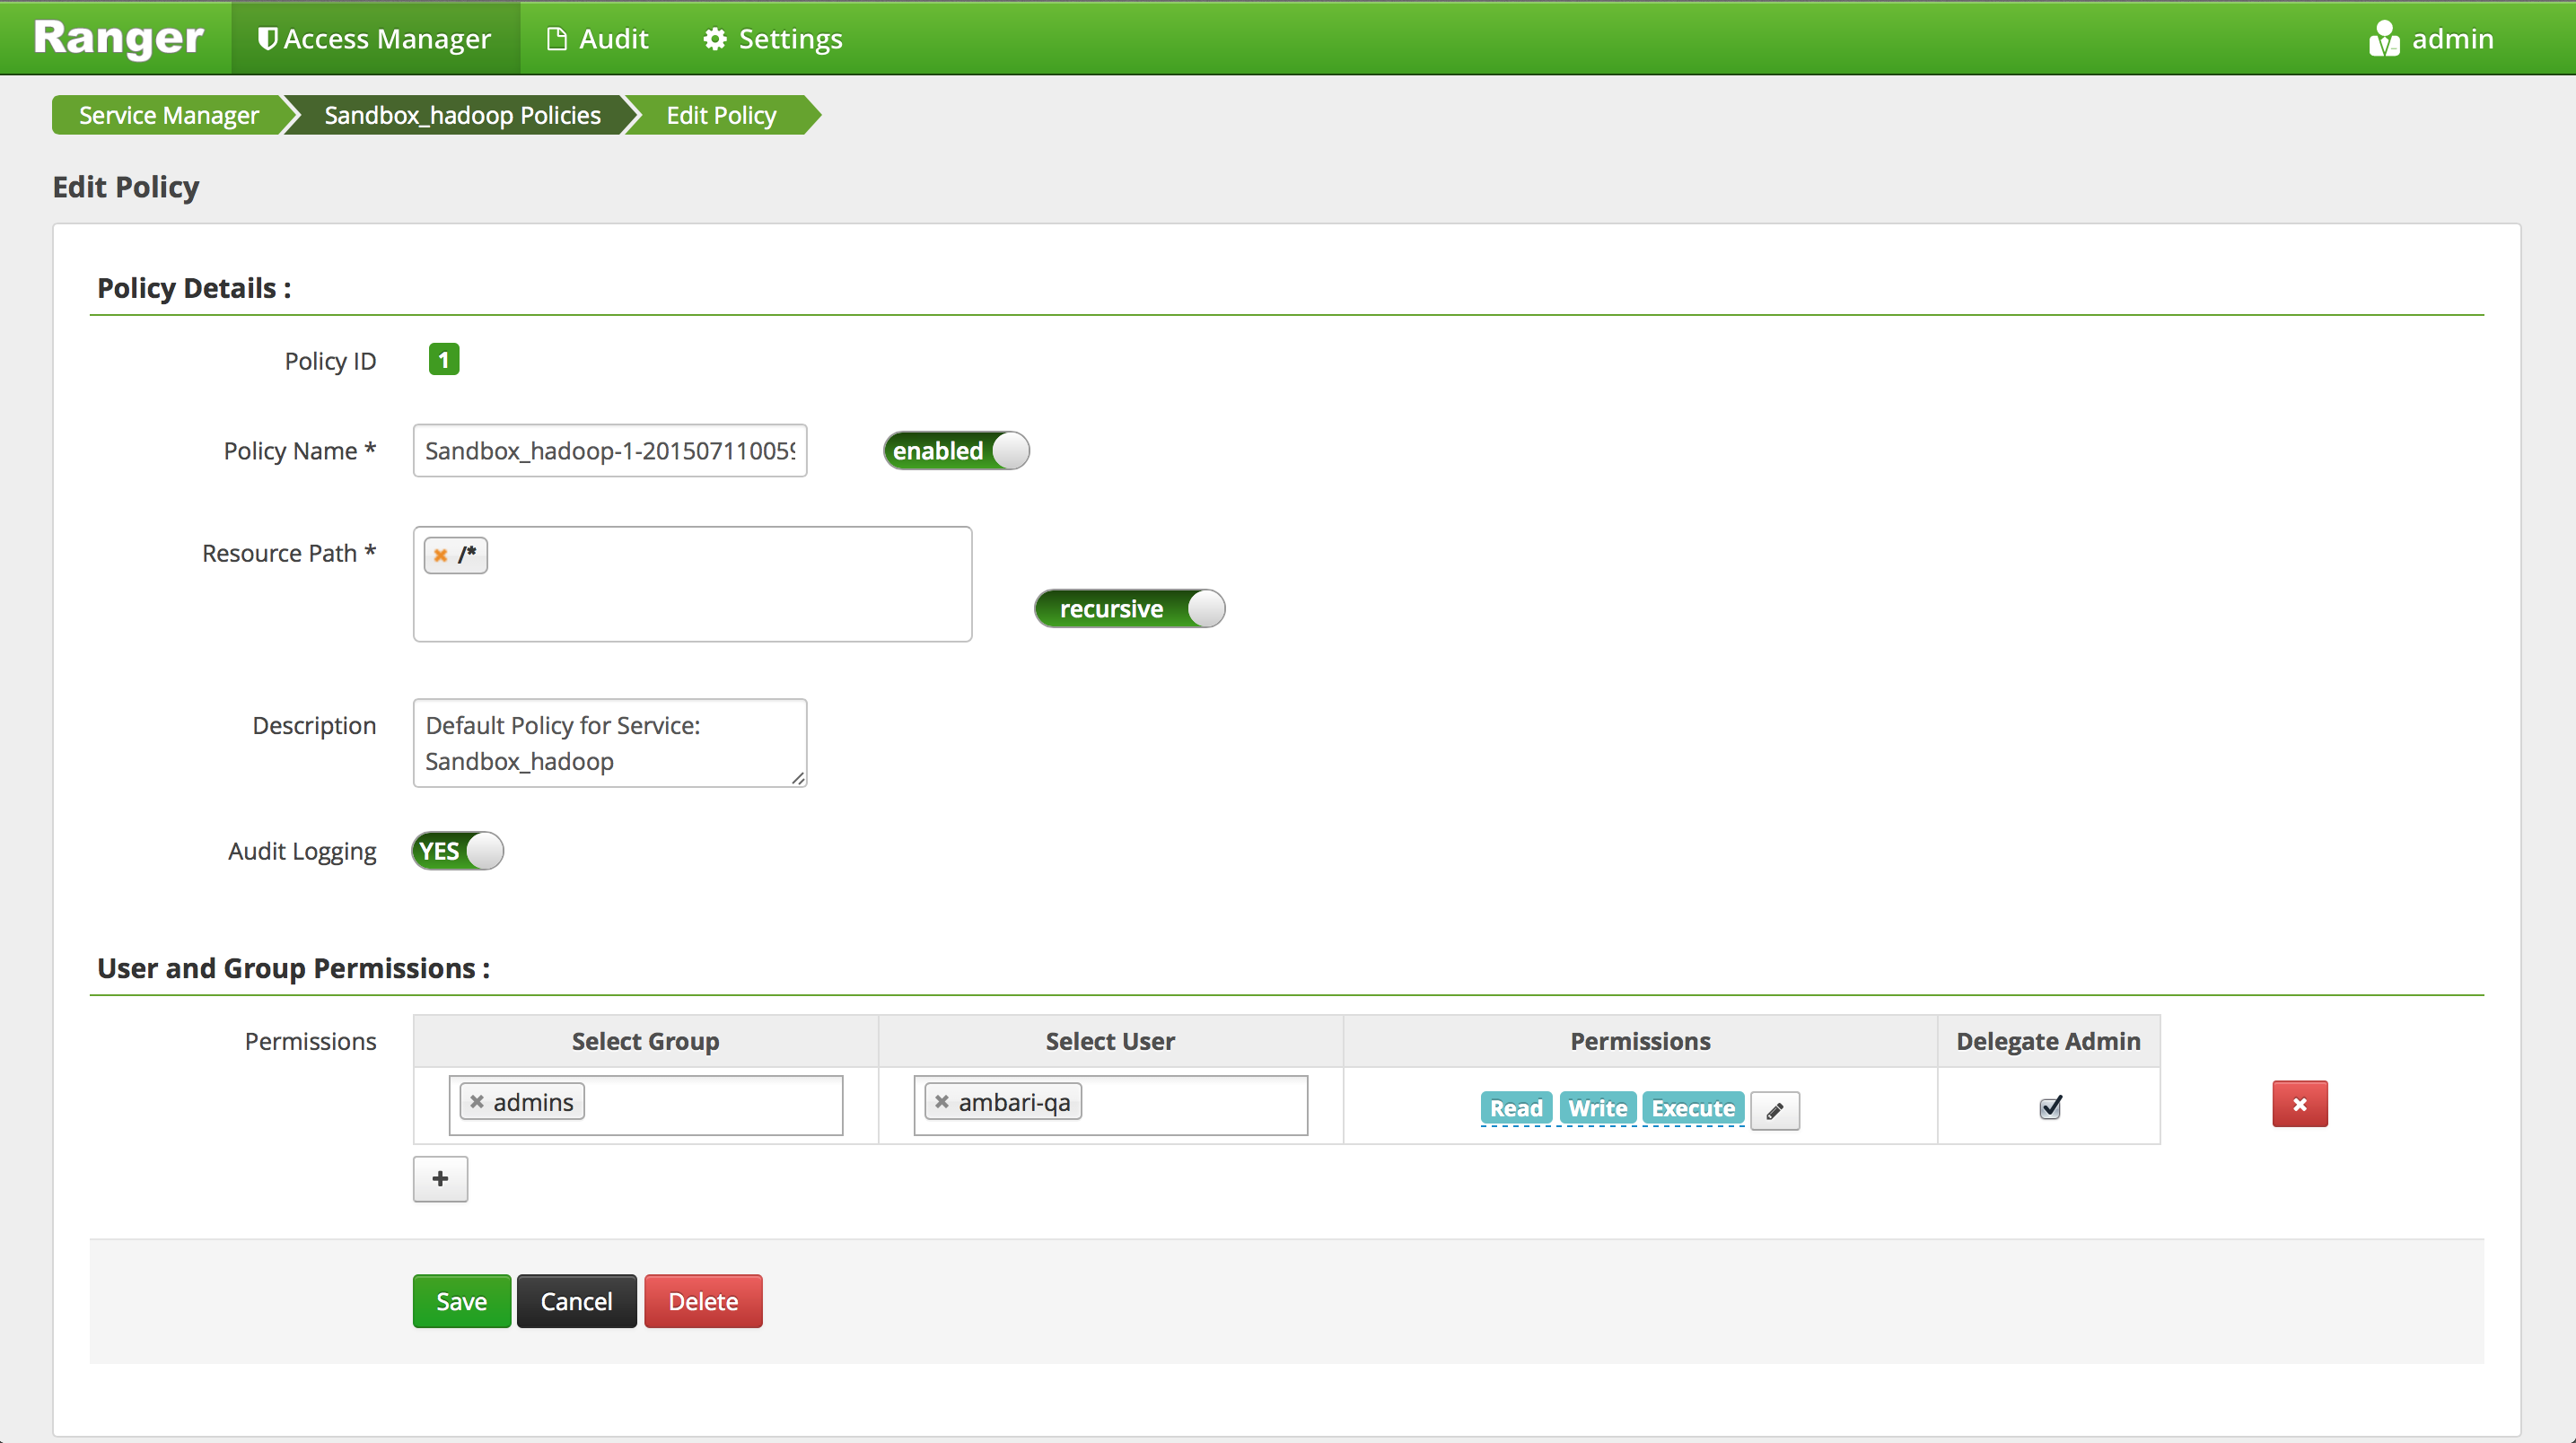 Ranger Access Manager Audit Settings admin
Service Manager Sandbox_hadoop Policies Edit Policy
Edit Policy
Policy Details :
Policy ID 1
Policy Name * Sandbox_hadoop-1-201507110059 enabled
Resource Path * /*
recursive
Description Default Policy for Service:
Sandbox_hadoop
Audit Logging YES
User and Group Permissions :
Permissions Select Group Select User Permissions Delegate Admin
admins ambari-qa Read Write Execute
+
Save Cancel Delete